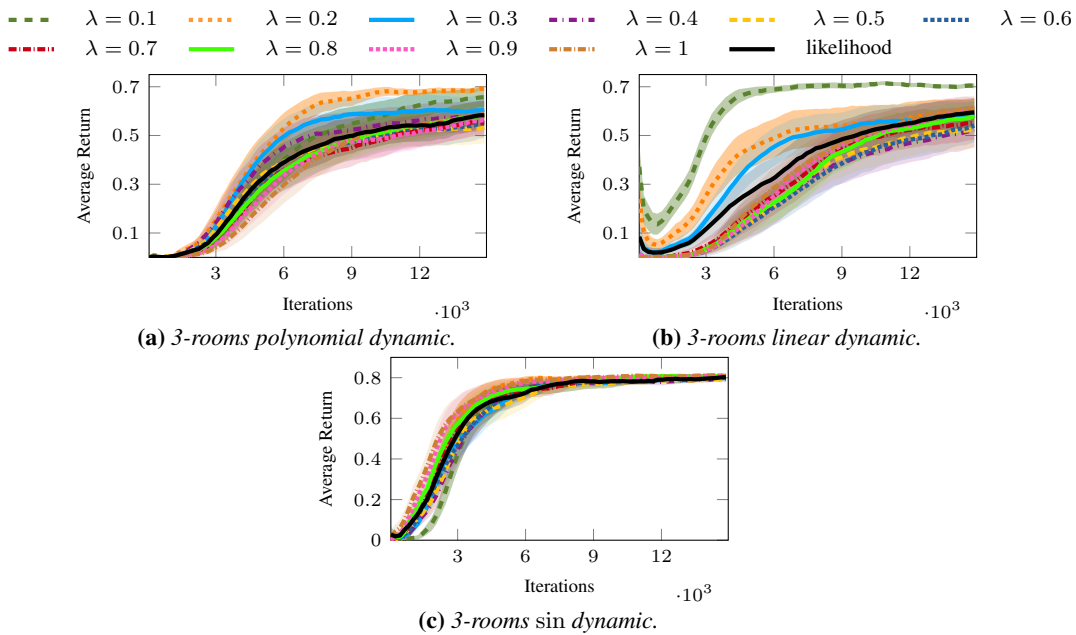 λ = 0.1 λ = 0.2 λ = 0.3 λ = 0.4 λ = 0.5 λ = 0.6
λ = 0.7 λ = 0.8 λ = 0.9 λ = 1 likelihood
0.7
0.5
0.3
0.1
Average Return
3 6 9 12
Iterations
·10³
(a) 3-rooms polynomial dynamic.
0.7
0.5
0.3
0.1
Average Return
3 6 9 12
Iterations
·10³
(b) 3-rooms linear dynamic.
0.8
0.6
0.4
0.2
0
Average Return
3 6 9 12
Iterations
·10³
(c) 3-rooms sin dynamic.